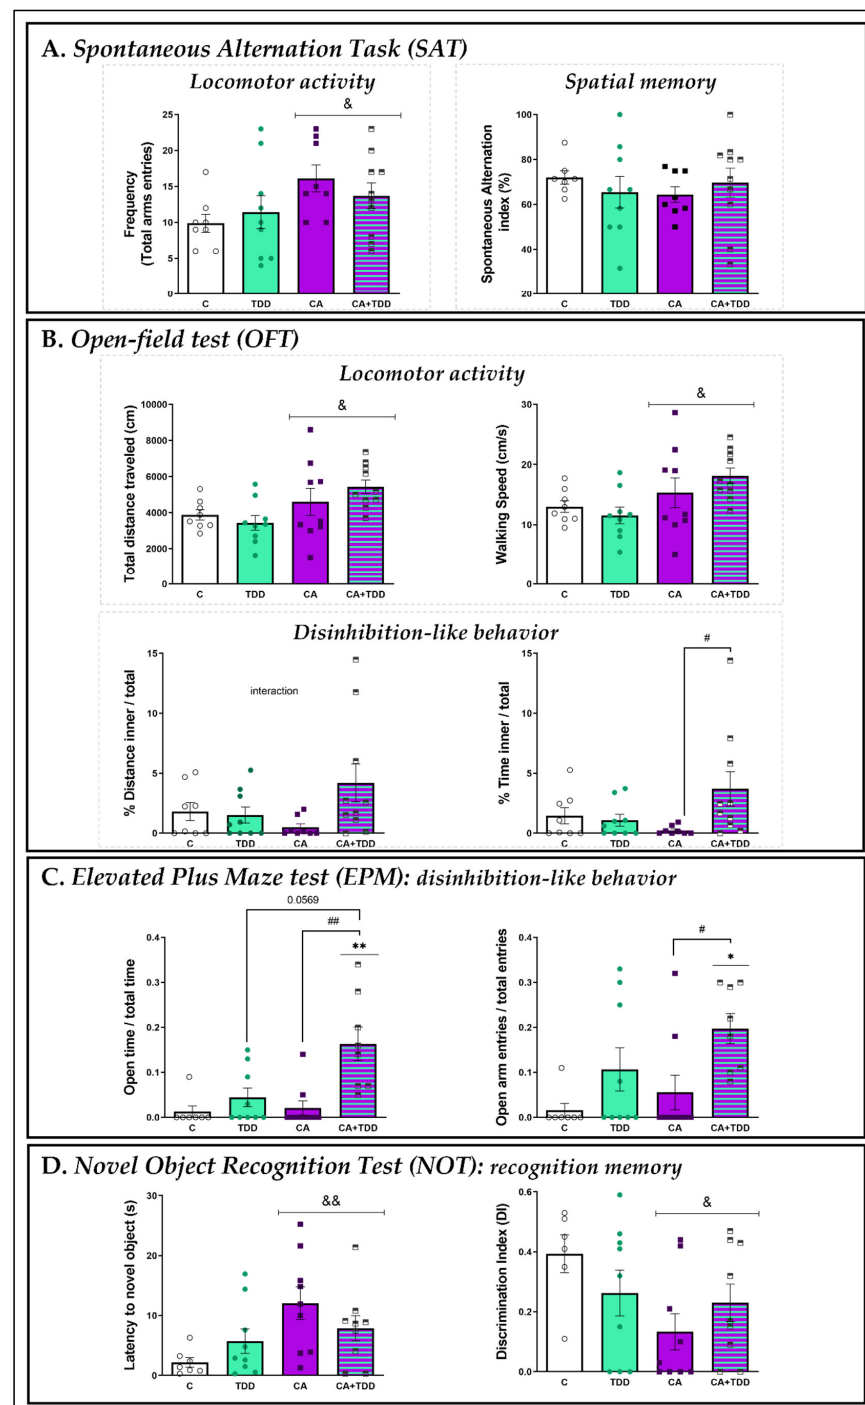 A. Spontaneous Alternation Task (SAT)
Locomotor activity
Frequency
(Total arms entries)
25
20
15
10
5
0
&
C TDD CA CA+TDD
Spatial memory
Spontaneous Alternation
index (%)
100
80
60
40
20
C TDD CA CA+TDD
B. Open-field test (OFT)
Locomotor activity
Total distance traveled (cm)
10000
8000
6000
4000
2000
0
&
C TDD CA CA+TDD
Walking Speed (cm/s)
30
20
10
0
&
C TDD CA CA+TDD
Disinhibition-like behavior
% Distance inner / total
15
10
5
0
interaction
C TDD CA CA+TDD
% Time inner / total
15
10
5
0
#
C TDD CA CA+TDD
C. Elevated Plus Maze test (EPM): disinhibition-like behavior
Open time / total time
0.4
0.3
0.2
0.1
0.0
0.0569
##
**
C TDD CA CA+TDD
Open arm entries / total entries
0.4
0.3
0.2
0.1
0.0
#
*
C TDD CA CA+TDD
D. Novel Object Recognition Test (NOT): recognition memory
Latency to novel object (s)
30
20
10
0
&&
C TDD CA CA+TDD
Discrimination Index (DI)
0.6
0.4
0.2
0.0
&
C TDD CA CA+TDD